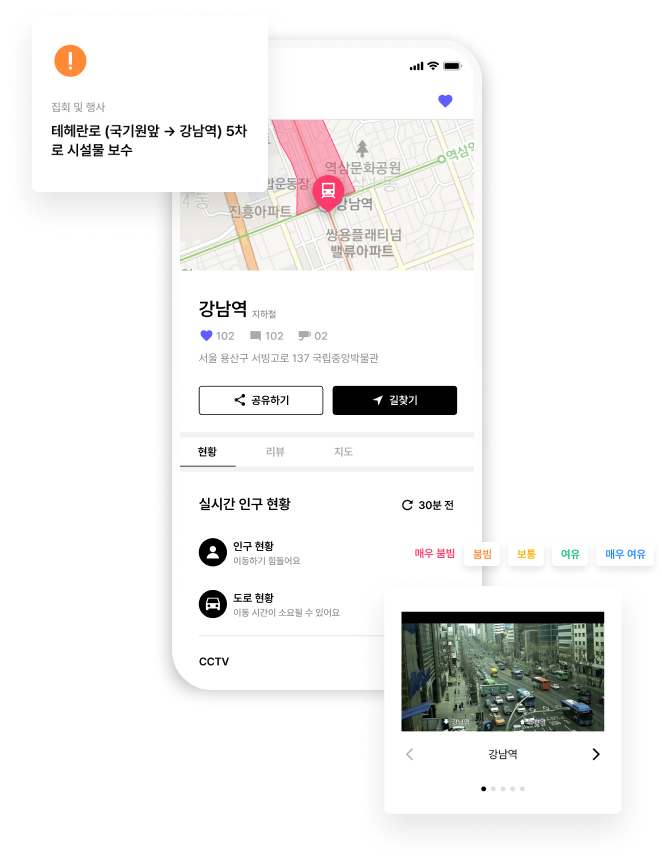 집회 및 행사
테헤란로 (국기원앞 → 강남역) 5차
로 시설물 보수
역삼문화공원
역삼
합운동장
강남역
진흥아파트
쌍용플래티넘
밸류아파트
강남역 지하철
102 102 02
서울 용산구 서빙고로 137 국립중앙박물관
공유하기 길찾기
현황 리뷰 지도
실시간 인구 현황 30분 전
인구 현황
이동하기 힘들어요
매우 붐빔 붐빔 보통 여유 매우 여유
도로 현황
이동 시간이 소요될 수 있어요
CCTV
강남역
강남역